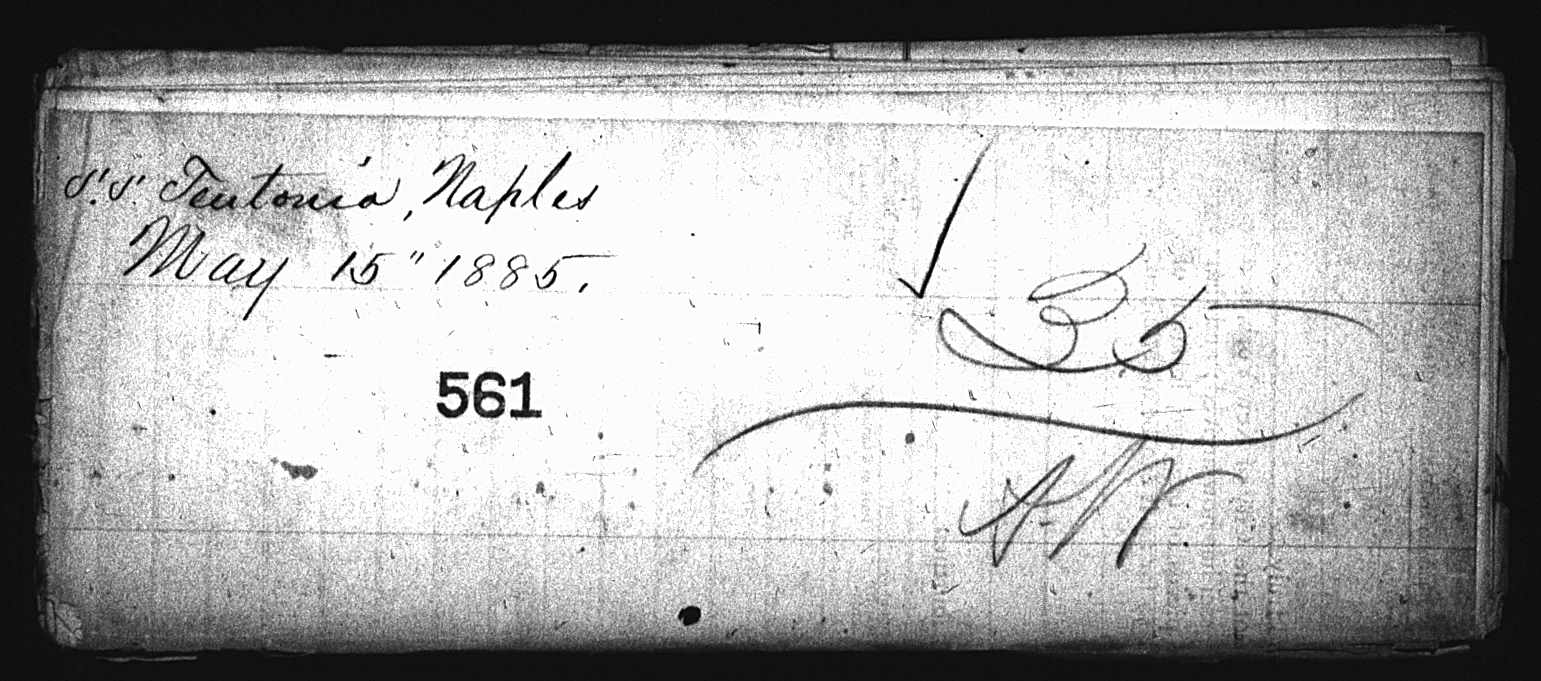 S.S. Teutonia, Naples
May 15" 1885.
35
561